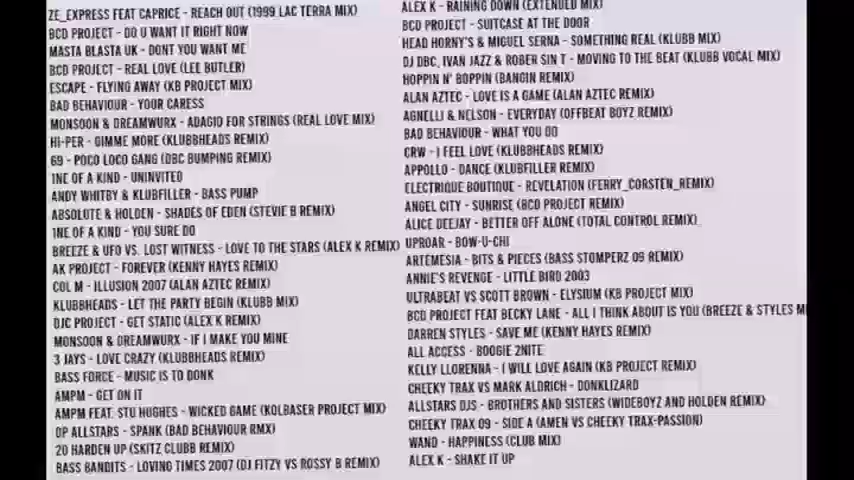 ZE_EXPRESS FEAT CAPRICE - REACH OUT (1999 LAC TERRA MIX)
BCD PROJECT - DO U WANT IT RIGHT NOW
MASTA BLASTA UK - DONT YOU WANT ME
BCD PROJECT - REAL LOVE (LEE BUTLER)
ESCAPE - FLYING AWAY (KB PROJECT MIX)
BAD BEHAVIOUR - YOUR CARESS
MONSOON & DREAMWURX - ADAGIO FOR STRINGS (REAL LOVE MIX)
HI-PER - GIMME MORE (KLUBBHEADS REMIX)
69 - POCO LOCO GANG (DBC BUMPING REMIX)
1NE OF A KIND - UNINVITED
ANDY WHITBY & KLUBFILLER - BASS PUMP
ABSOLUTE & HOLDEN - SHADES OF EDEN (STEVIE B REMIX)
1NE OF A KIND - YOU SURE DO
BREEZE & UFO VS. LOST WITNESS - LOVE TO THE STARS (ALEX K REMIX)
AK PROJECT - FOREVER (KENNY HAYES REMIX)
COL M - ILLUSION 2007 (ALAN AZTEC REMIX)
KLUBBHEADS - LET THE PARTY BEGIN (KLUBB MIX)
DJC PROJECT - GET STATIC (ALEX K REMIX)
MONSOON & DREAMWURX - IF I MAKE YOU MINE
3 JAYS - LOVE CRAZY (KLUBBHEADS REMIX)
BASS FORCE - MUSIC IS TO DONK
AMPM - GET ON IT
AMPM FEAT. STU HUGHES - WICKED GAME (KOLBASER PROJECT MIX)
DP ALLSTARS - SPANK (BAD BEHAVIOUR RMX)
20 HARDEN UP (SKITZ CLUBB REMIX)
BASS BANDITS - LOVING TIMES 2007 (DJ FITZY VS ROSSY B REMIX)
ALEX K - RAINING DOWN (EXTENDED MIX)
BCD PROJECT - SUITCASE AT THE DOOR
HEAD HORNY'S & MIGUEL SERNA - SOMETHING REAL (KLUBB MIX)
DJ DBC, IVAN JAZZ & ROBER SIN T - MOVING TO THE BEAT (KLUBB VOCAL MIX)
HOPPIN N' BOPPIN (BANGIN REMIX)
ALAN AZTEC - LOVE IS A GAME (ALAN AZTEC REMIX)
AGNELLI & NELSON - EVERYDAY (OFFBEAT BOYZ REMIX)
BAD BEHAVIOUR - WHAT YOU DO
CRW - I FEEL LOVE (KLUBBHEADS REMIX)
APPOLLO - DANCE (KLUBFILLER REMIX)
ELECTRIQUE BOUTIQUE - REVELATION (FERRY_CORSTEN_REMIX)
ANGEL CITY - SUNRISE (BCD PROJECT REMIX)
ALICE DEEJAY - BETTER OFF ALONE (TOTAL CONTROL REMIX)
UPROAR - BOW-U-CHI
ARTEMESIA - BITS & PIECES (BASS STOMPERZ 09 REMIX)
ANNIE'S REVENGE - LITTLE BIRD 2003
ULTRABEAT VS SCOTT BROWN - ELYSIUM (KB PROJECT MIX)
BCD PROJECT FEAT BECKY LANE - ALL I THINK ABOUT IS YOU (BREEZE & STYLES M
DARREN STYLES - SAVE ME (KENNY HAYES REMIX)
ALL ACCESS - BOOGIE 2NITE
KELLY LLORENNA - I WILL LOVE AGAIN (KB PROJECT REMIX)
CHEEKY TRAX VS MARK ALDRICH - DONKLIZARD
ALLSTARS DJS - BROTHERS AND SISTERS (WIDEBOYZ AND HOLDEN REMIX)
CHEEKY TRAX 09 - SIDE A (AMEN VS CHEEKY TRAX-PASSION)
WAND - HAPPINESS (CLUB MIX)
ALEX K - SHAKE IT UP